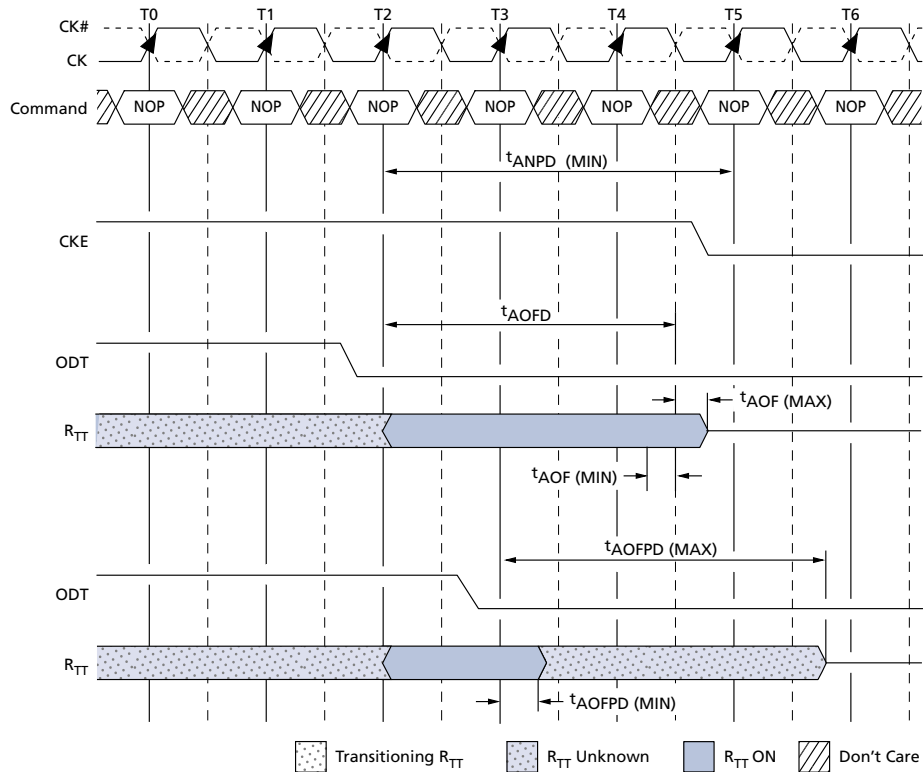 T0 T1 T2 T3 T4 T5 T6
CK#
CK
Command NOP NOP NOP NOP NOP NOP NOP
tANPD (MIN)
CKE
tAOFD
ODT
tAOF (MAX)
RTT
tAOF (MIN)
tAOFPD (MAX)
ODT
RTT
tAOFPD (MIN)
Transitioning RTT RTT Unknown RTT ON Don't Care